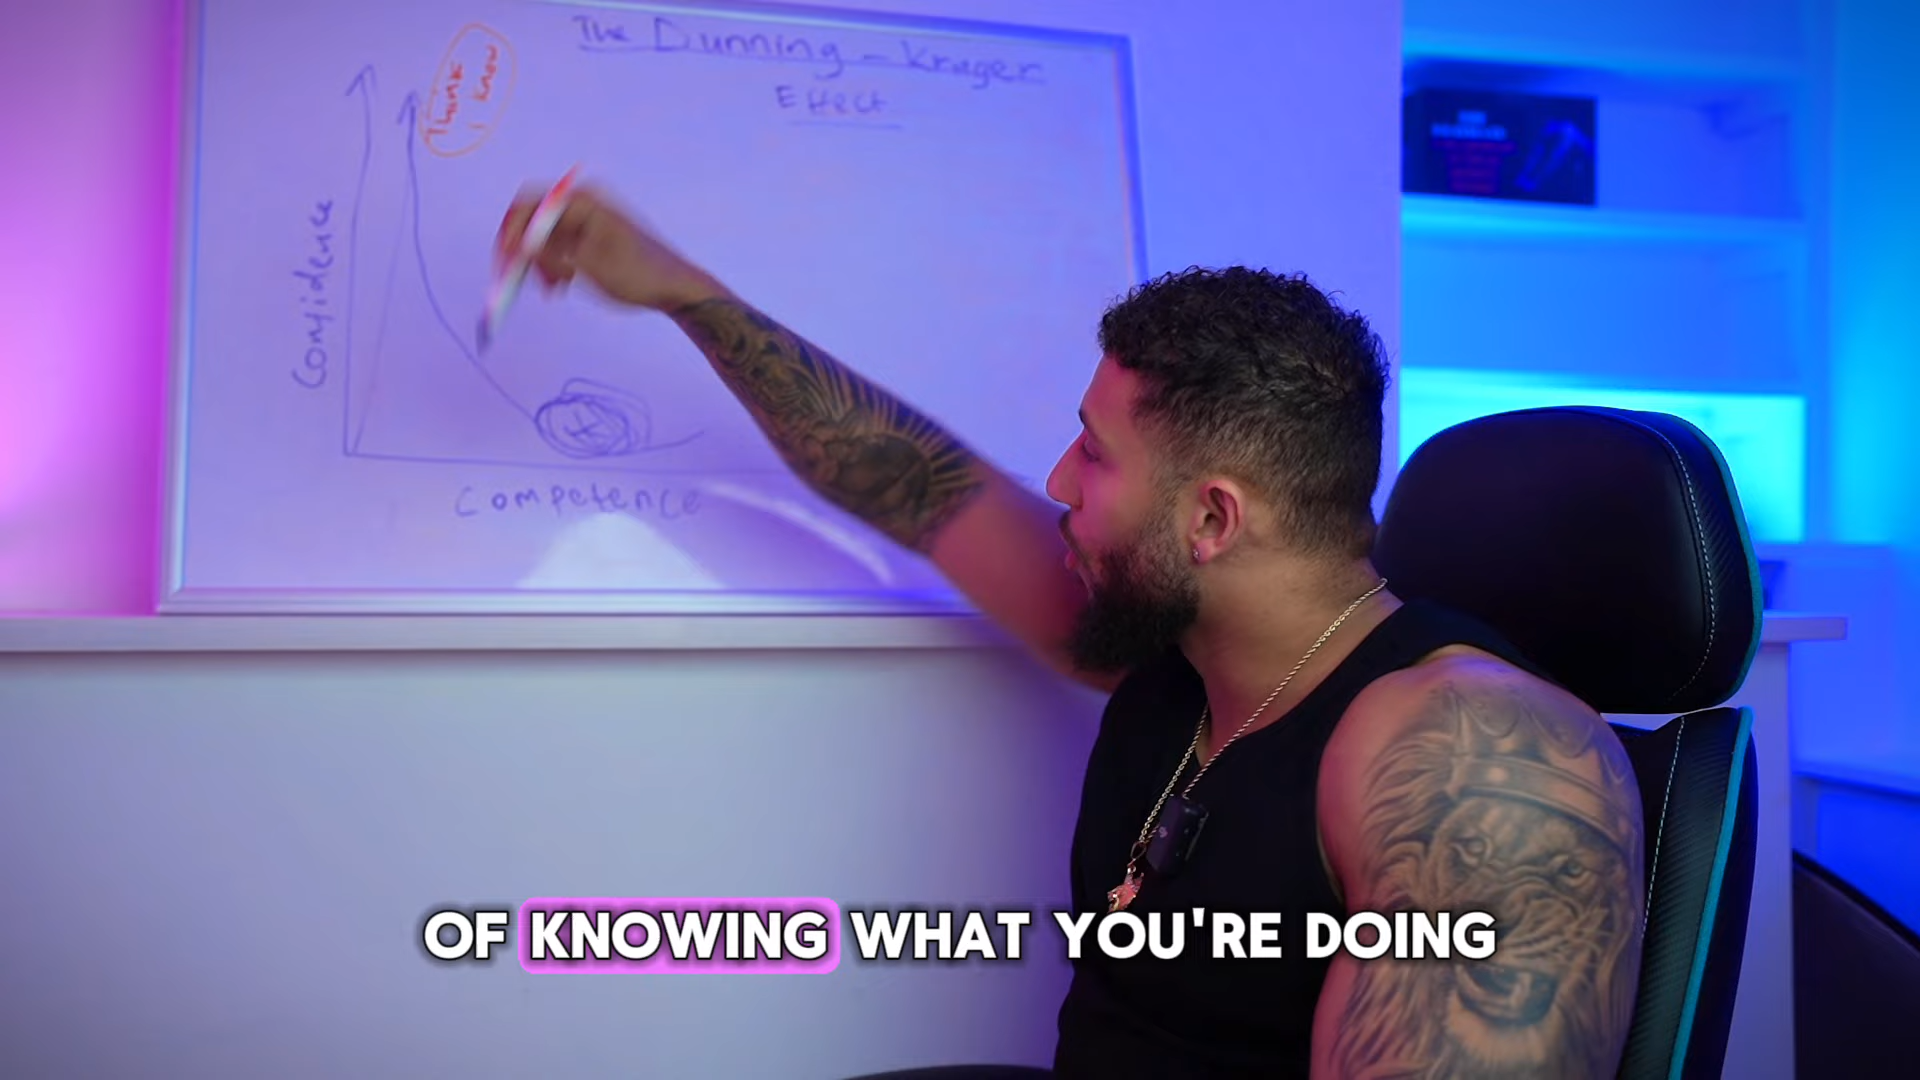 The Dunning - Kruger
Effect
Think
I know
Confidence
Competence
OF KNOWING WHAT YOU'RE DOING